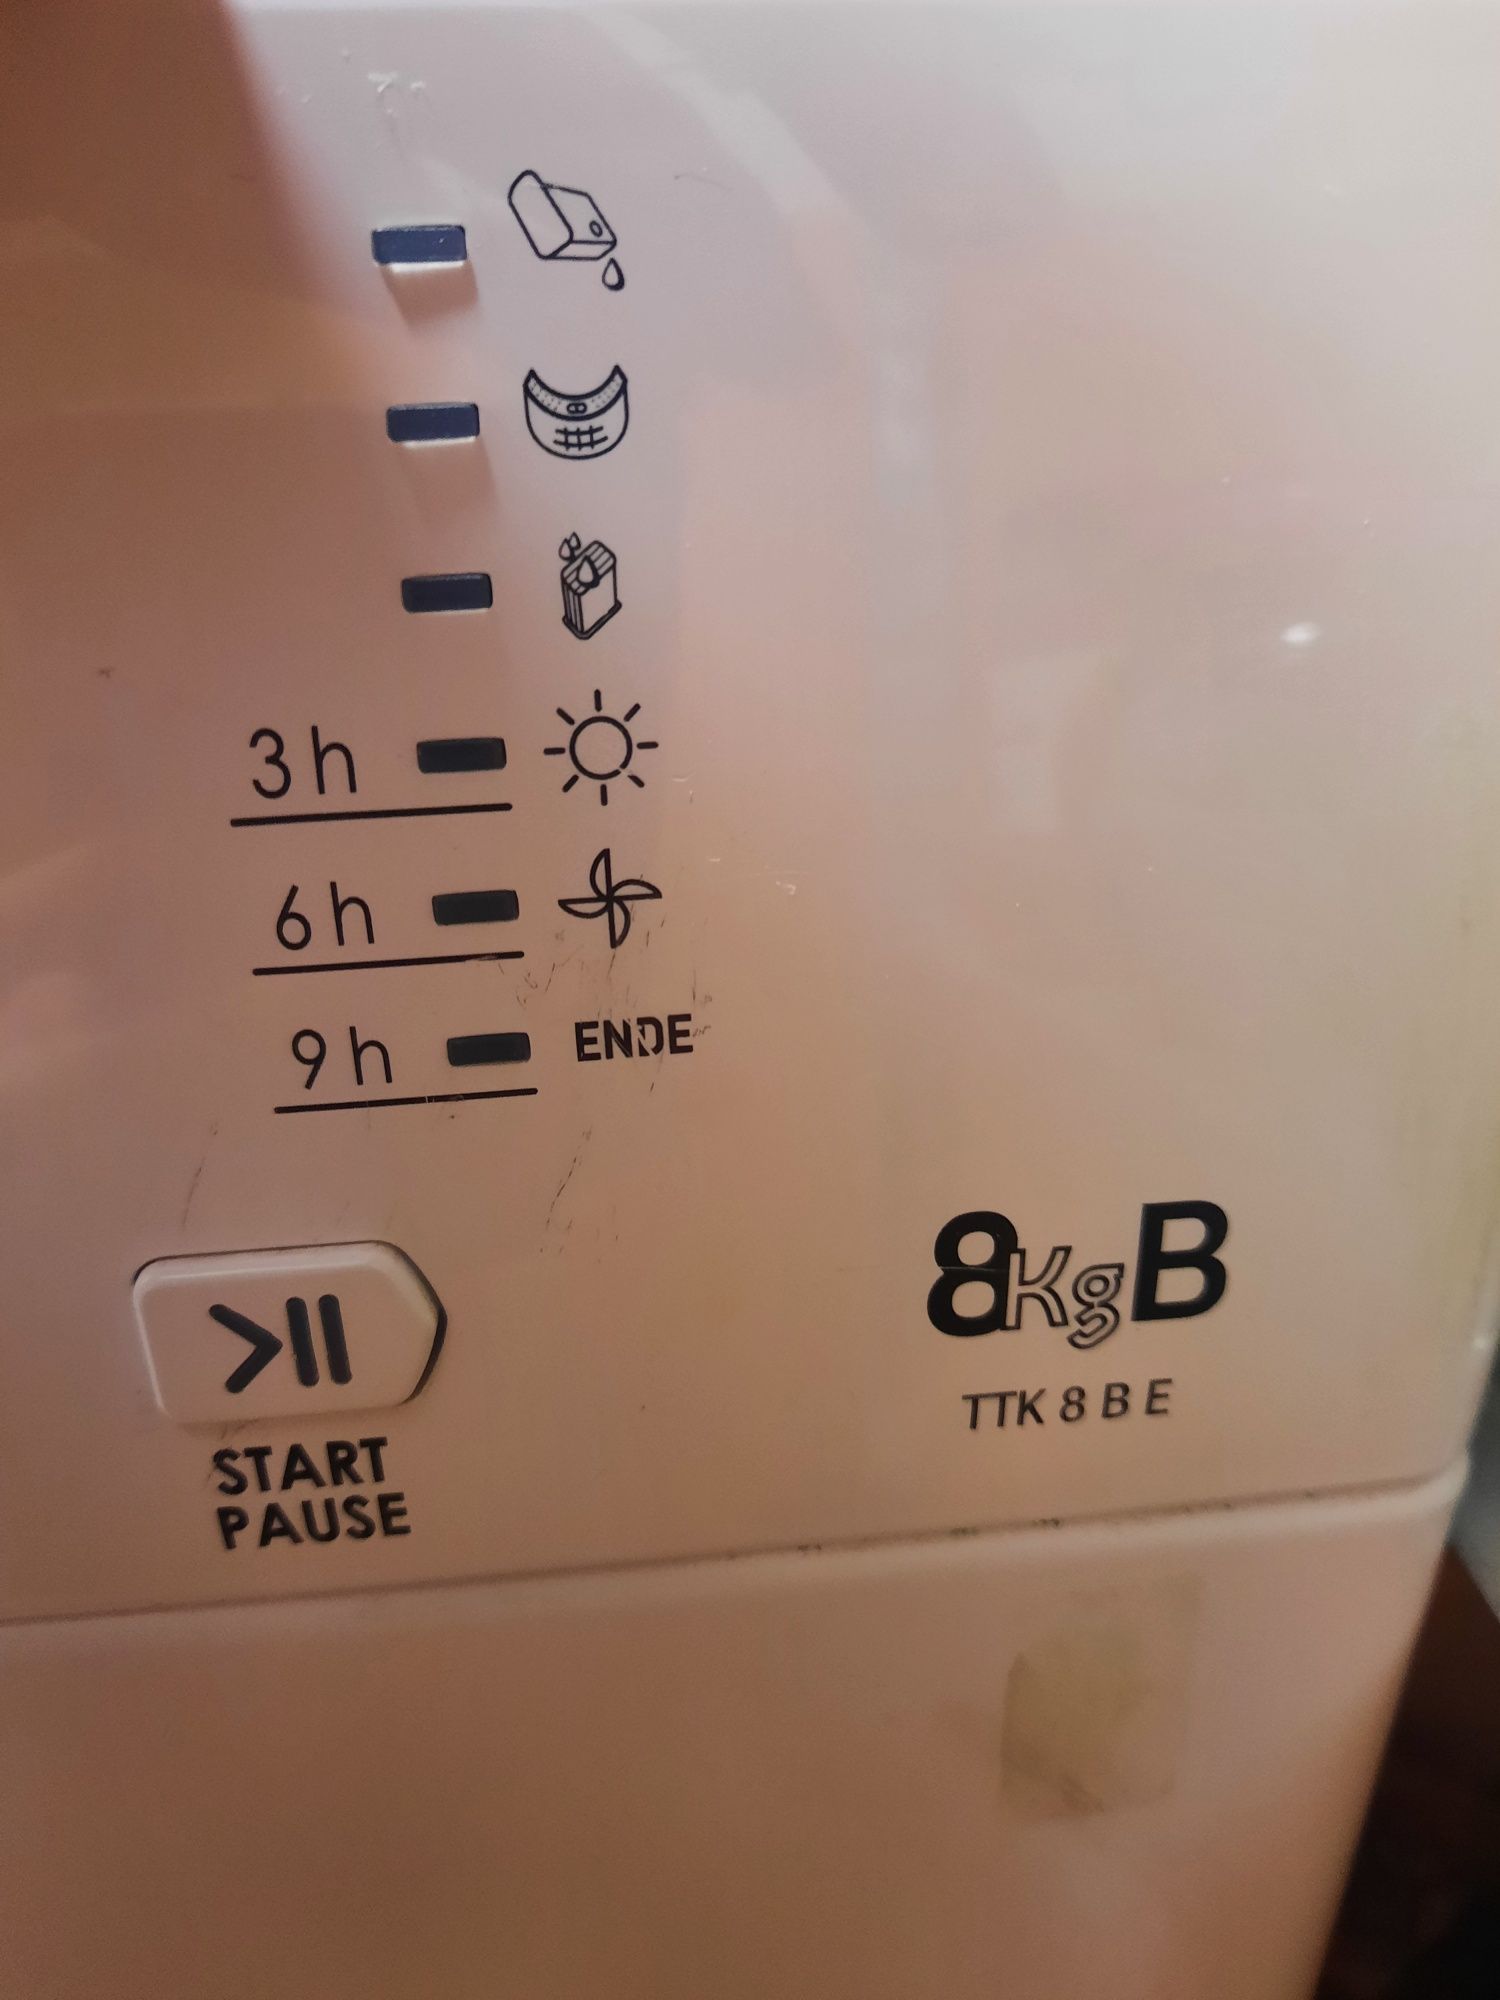 3h
6h
9h ENDE
START
PAUSE
8KgB
TTK 8 B E